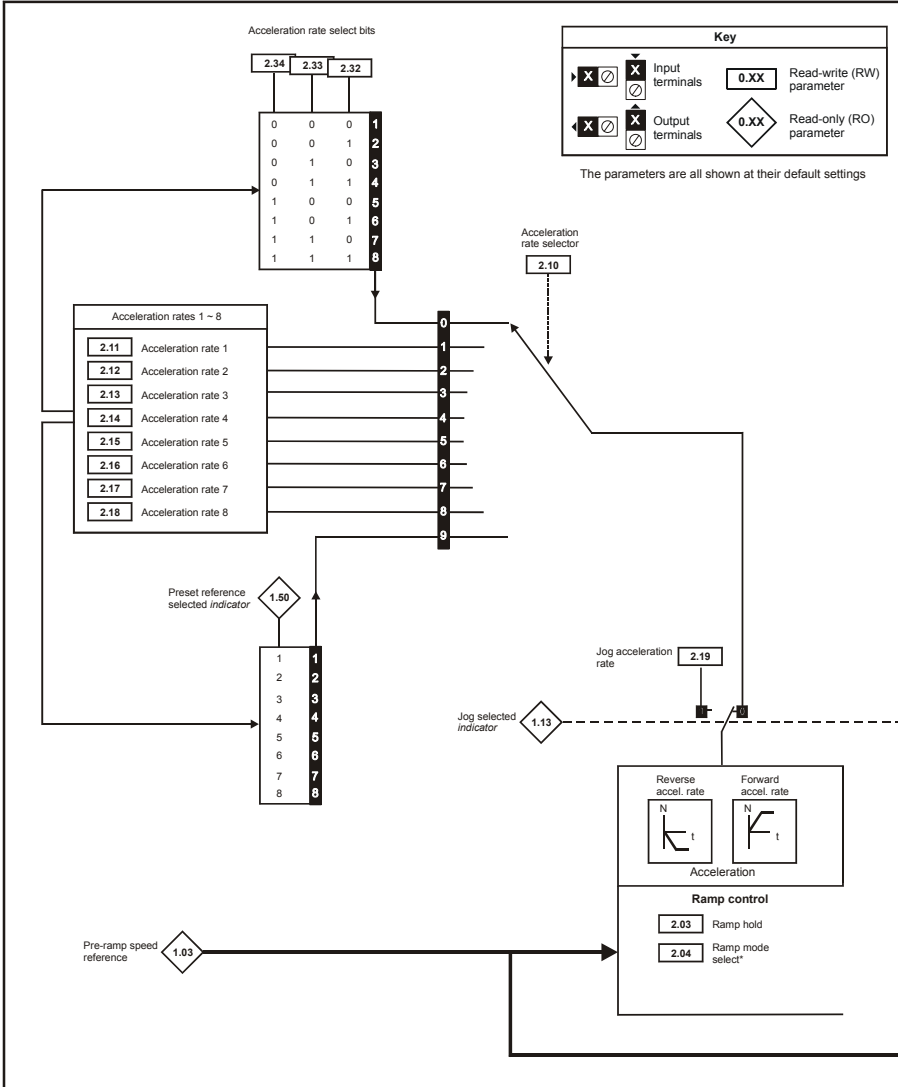 Acceleration rate select bits
2.34 2.33 2.32
0 0 0 1
0 0 1 2
0 1 0 3
0 1 1 4
1 0 0 5
1 0 1 6
1 1 0 7
1 1 1 8
Key
X Input
terminals
X
0.XX Read-write (RW)
parameter
X Output
terminals
X
0.XX Read-only (RO)
parameter
The parameters are all shown at their default settings
Acceleration
rate selector
2.10
Acceleration rates 1 ~ 8
2.11 Acceleration rate 1
2.12 Acceleration rate 2
2.13 Acceleration rate 3
2.14 Acceleration rate 4
2.15 Acceleration rate 5
2.16 Acceleration rate 6
2.17 Acceleration rate 7
2.18 Acceleration rate 8
0
1
2
3
4
5
6
7
8
9
Preset reference
selected indicator
1.50
1 1
2 2
3 3
4 4
5 5
6 6
7 7
8 8
Jog acceleration
rate
2.19
1 0
Jog selected
indicator
1.13
Reverse
accel. rate
N
t
Forward
accel. rate
N
t
Acceleration
Ramp control
2.03 Ramp hold
2.04 Ramp mode
select*
Pre-ramp speed
reference
1.03